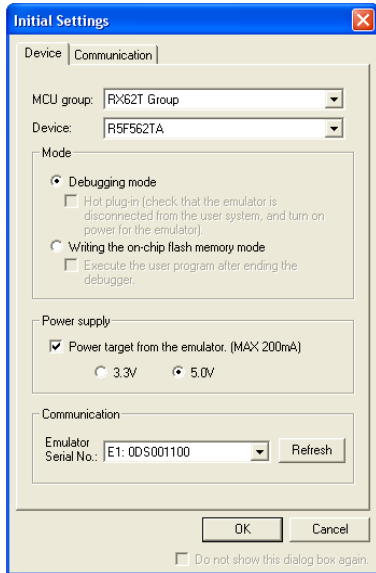 Initial Settings
Device
Communication
MCU group: RX62T Group
Device: R5F562TA
Mode
Debugging mode
Hot plug-in (check that the emulator is
disconnected from the user system, and turn on
power for the emulator).
Writing the on-chip flash memory mode
Execute the user program after ending the
debugger.
Power supply
Power target from the emulator. (MAX 200mA)
3.3V 5.0V
Communication
Emulator
Serial No.: E1: 0DS001100 Refresh
OK Cancel
Do not show this dialog box again.